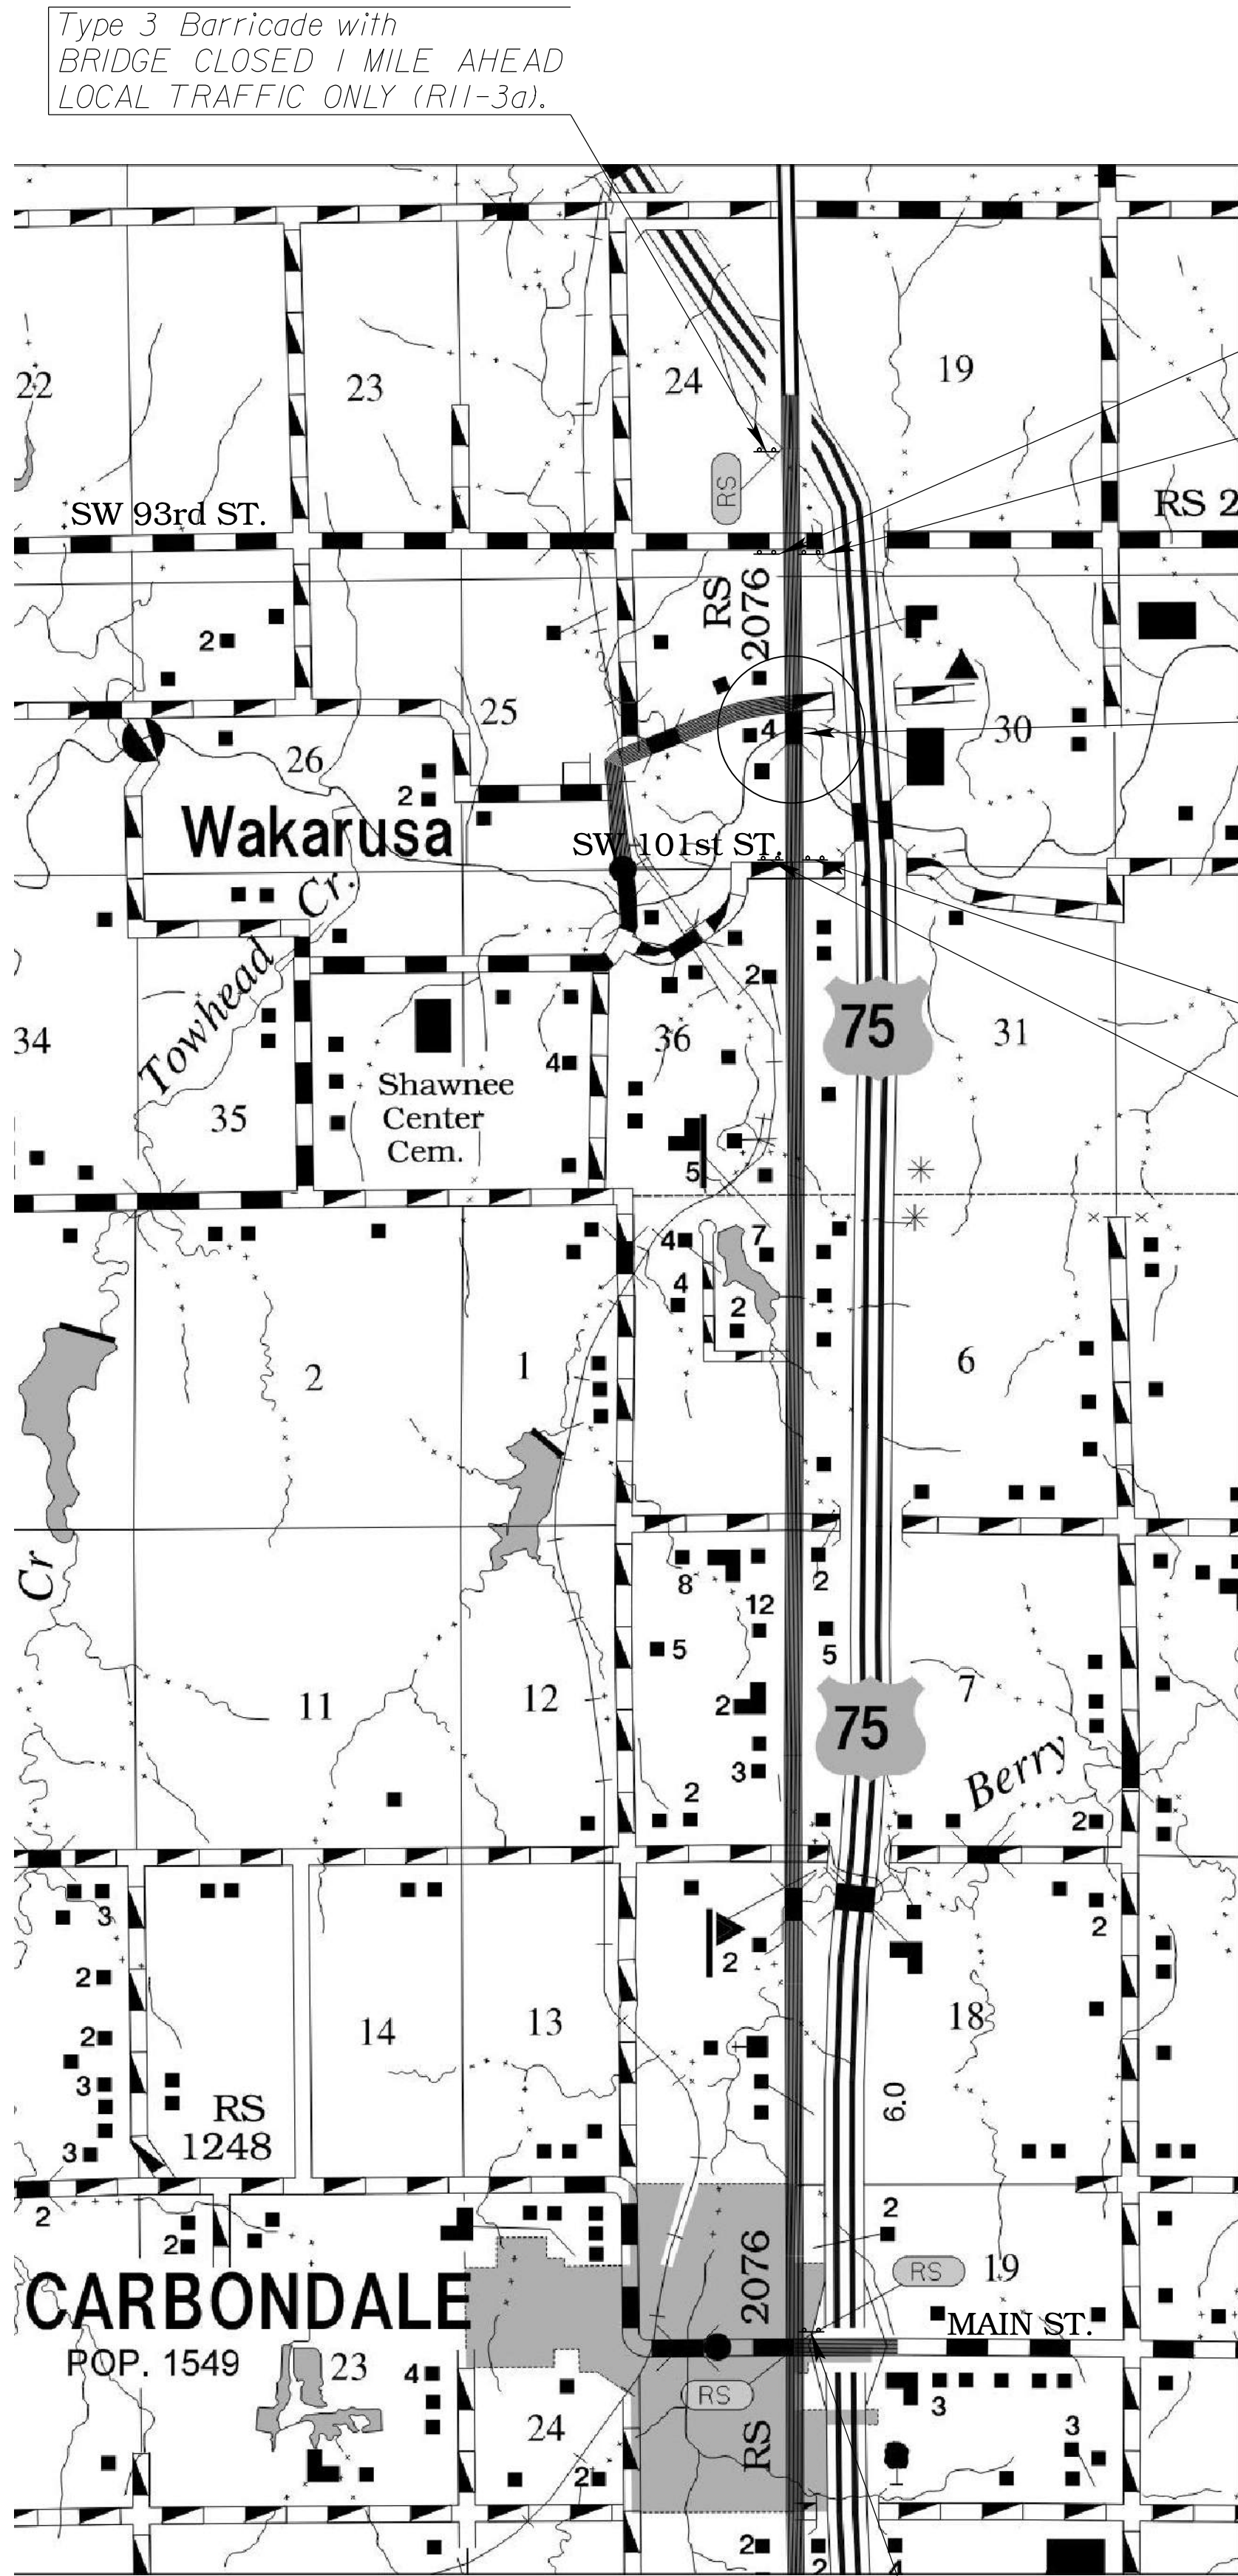 Type 3 Barricade with
BRIDGE CLOSED 1 MILE AHEAD
LOCAL TRAFFIC ONLY (R11-3a).
22
23
24
19
RS
SW 93rd ST.
RS 2
RS
2076
2
25
4
30
26
2
Wakarusa
SW 101st ST.
Cr.
Towhead
2
75
34
36
31
4
Shawnee
Center
Cem.
35
5
4
7
4
2
2
1
6
Cr
8
2
12
5
5
11
12
2
7
75
3
Berry
2
2
3
2
2
2
14
13
18
2
3
6.0
RS
1248
3
2
2
2
2076
RS
19
CARBONDALE
MAIN ST.
POP. 1549
23
4
RS
3
24
RS
3
2
2
2
4